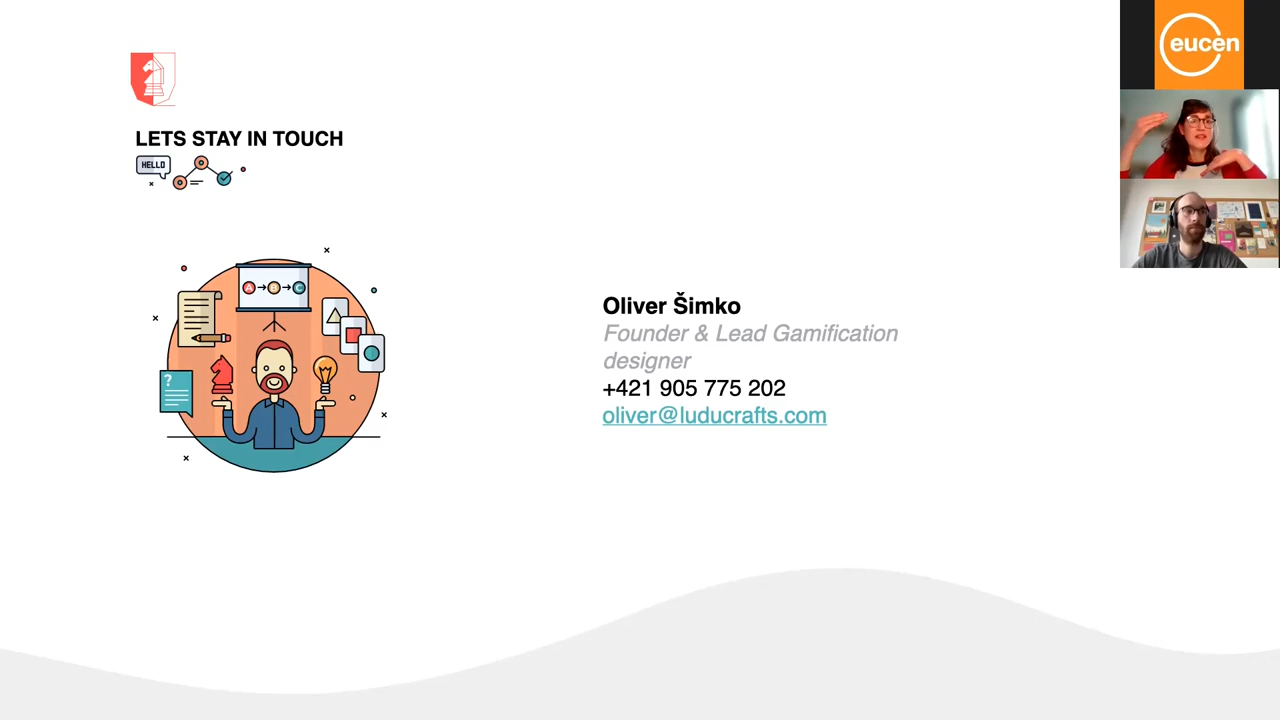 eucen
LETS STAY IN TOUCH
HELLO
A B C
?
Oliver Šimko
Founder & Lead Gamification
designer
+421 905 775 202
oliver@luducrafts.com